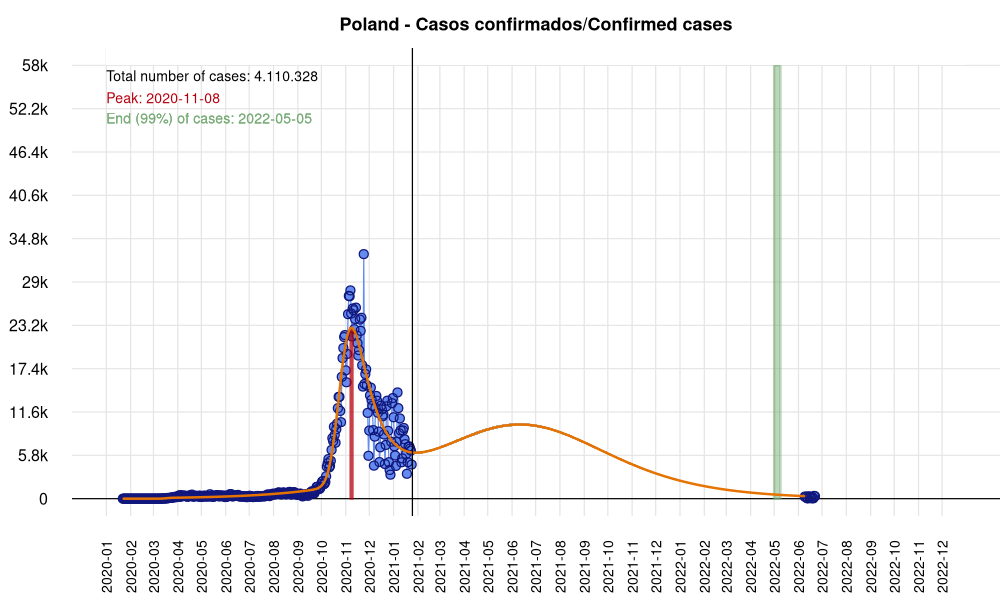 Poland - Casos confirmados/Confirmed cases
58k
Total number of cases: 4.110.328
Peak: 2020-11-08
End (99%) of cases: 2022-05-05
52.2k
46.4k
40.6k
34.8k
29k
23.2k
17.4k
11.6k
5.8k
0
2020-01
2020-02
2020-03
2020-04
2020-05
2020-06
2020-07
2020-08
2020-09
2020-10
2020-11
2020-12
2021-01
2021-02
2021-03
2021-04
2021-05
2021-06
2021-07
2021-08
2021-09
2021-10
2021-11
2021-12
2022-01
2022-02
2022-03
2022-04
2022-05
2022-06
2022-07
2022-08
2022-09
2022-10
2022-11
2022-12